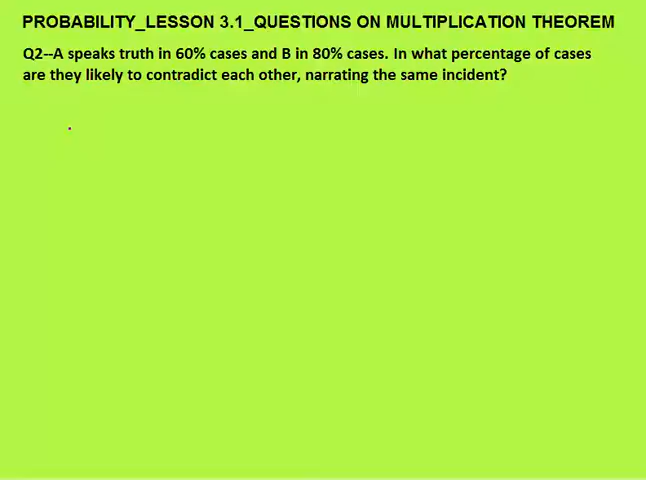 PROBABILITY_LESSON 3.1_QUESTIONS ON MULTIPLICATION THEOREM
Q2--A speaks truth in 60% cases and B in 80% cases. In what percentage of cases
are they likely to contradict each other, narrating the same incident?